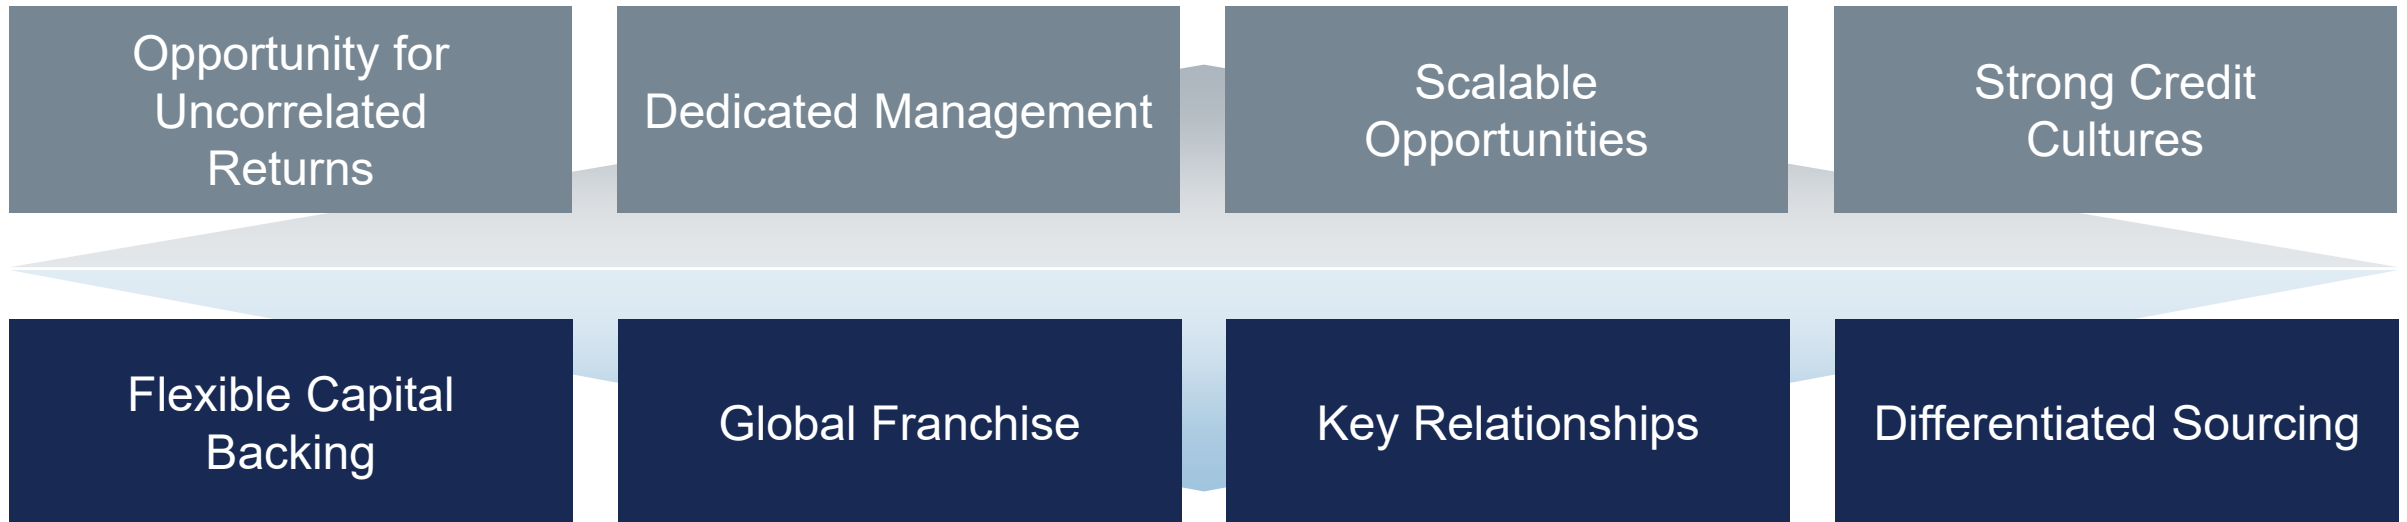 Opportunity for
Uncorrelated
Returns
Dedicated Management
Scalable
Opportunities
Strong Credit
Cultures
Flexible Capital
Backing
Global Franchise
Key Relationships
Differentiated Sourcing